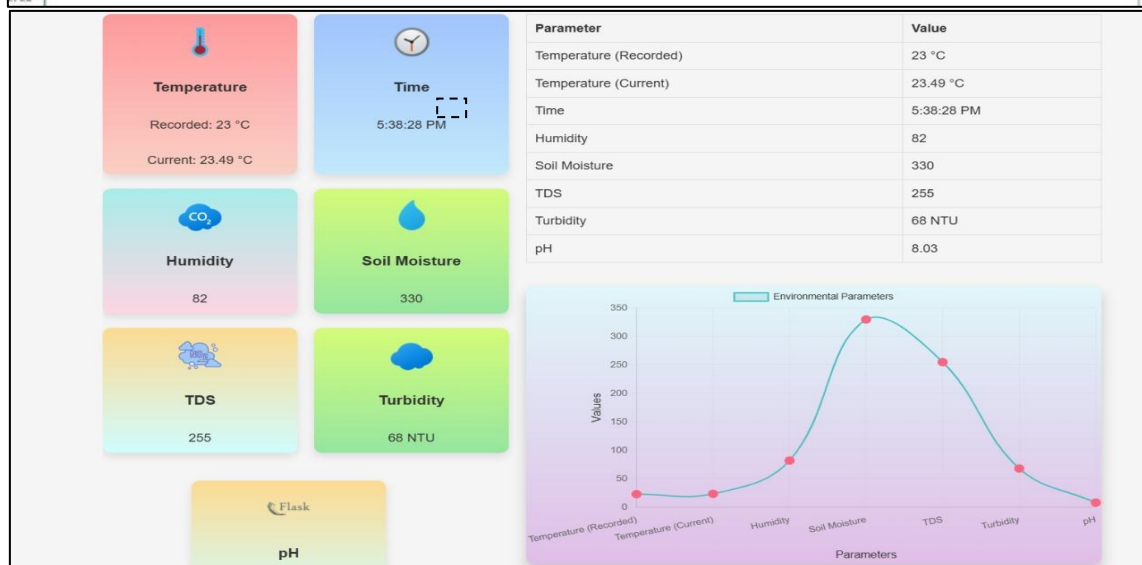 Temperature
Recorded: 23 °C
Current: 23.49 °C
Time
5:38:28 PM
CO2
Humidity
82
Soil Moisture
330
TDS
255
Turbidity
68 NTU
Flask
pH
Parameter Value
Temperature (Recorded) 23 °C
Temperature (Current) 23.49 °C
Time 5:38:28 PM
Humidity 82
Soil Moisture 330
TDS 255
Turbidity 68 NTU
pH 8.03
Environmental Parameters
350
300
250
200
150
100
50
0
Values
Temperature (Recorded)
Temperature (Current)
Humidity
Soil Moisture
TDS
Turbidity
pH
Parameters